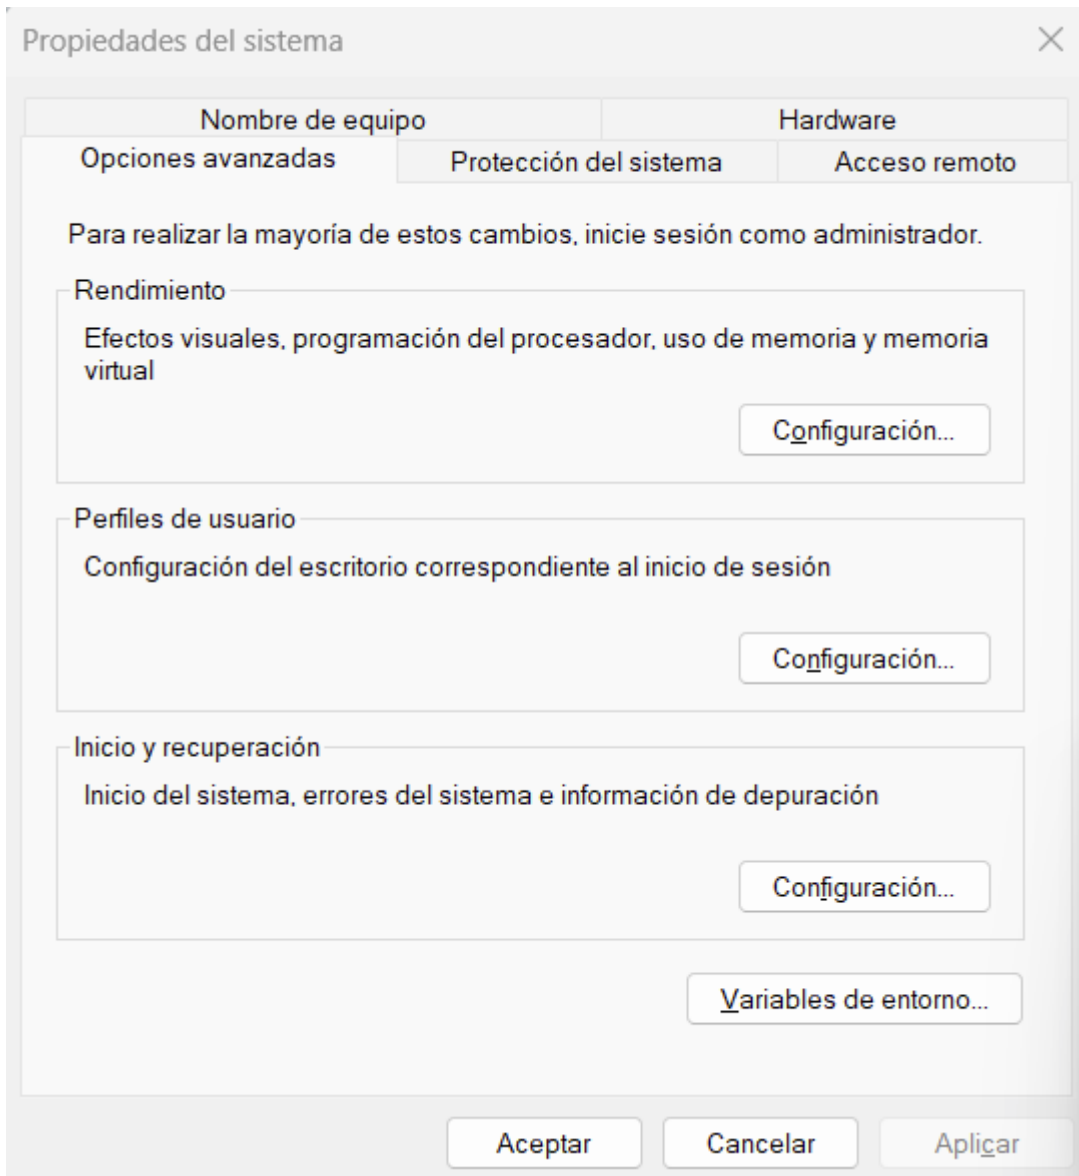 Propiedades del sistema
Nombre de equipo
Hardware
Opciones avanzadas
Protección del sistema
Acceso remoto
Para realizar la mayoría de estos cambios, inicie sesión como administrador.
Rendimiento
Efectos visuales, programación del procesador, uso de memoria y memoria
virtual
Configuración...
Perfiles de usuario
Configuración del escritorio correspondiente al inicio de sesión
Configuración...
Inicio y recuperación
Inicio del sistema, errores del sistema e información de depuración
Configuración...
Variables de entorno...
Aceptar
Cancelar
Aplicar